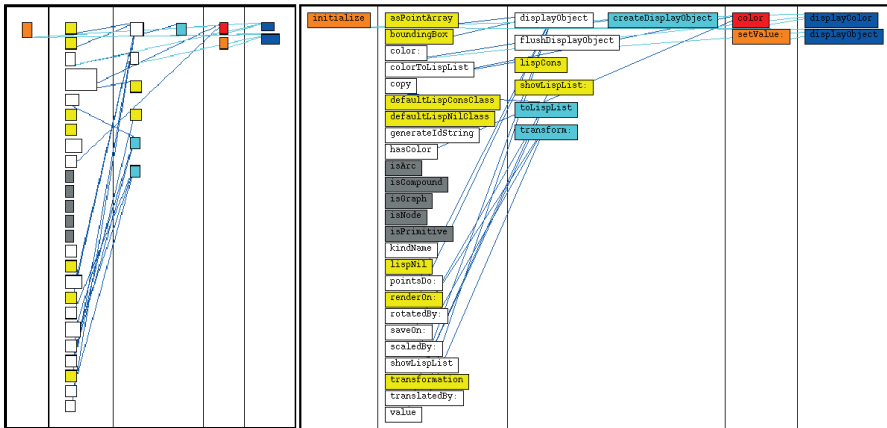 initialize
asPointArray
boundingBox
color:
colorToLispList
copy
defaultLispConsClass
defaultLispNilClass
generateIdString
hasColor
isArc
isCompound
isGraph
isNode
isPrimitive
kindName
lispNil
pointsDo:
renderOn:
rotatedBy:
saveOn:
scaledBy:
showLispList
transformation
translatedBy:
value
displayObject
flushDisplayObject
lispCons
showLispList:
toLispList
transform:
createDisplayObject
color
setValue:
displayColor
displayObject